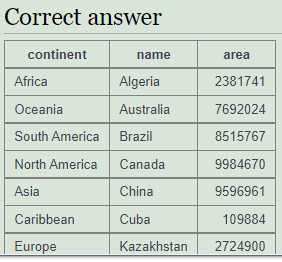 Correct answer
continent name area
Africa Algeria 2381741
Oceania Australia 7692024
South America Brazil 8515767
North America Canada 9984670
Asia China 9596961
Caribbean Cuba 109884
Europe Kazakhstan 2724900